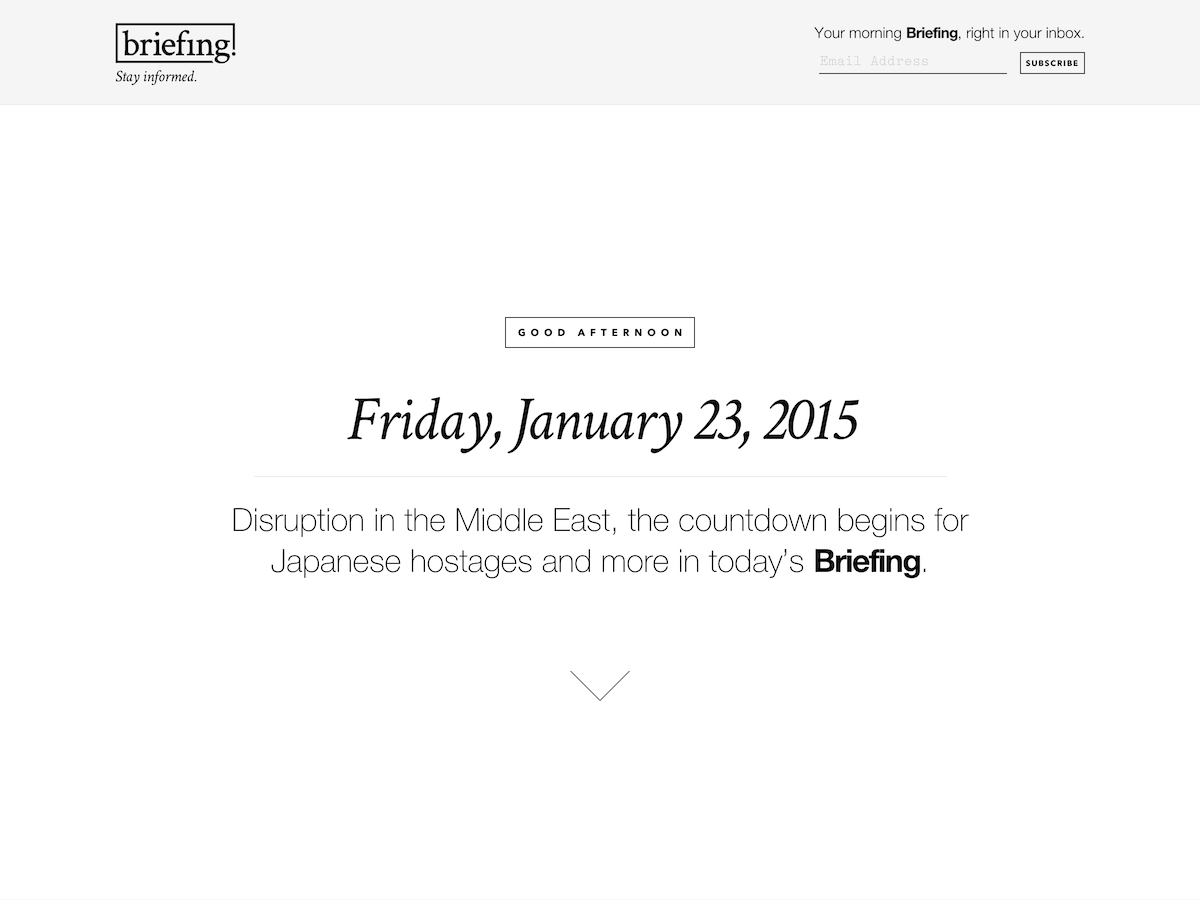 briefing!
Stay informed.
Your morning Briefing, right in your inbox.
Email Address
SUBSCRIBE
GOOD AFTERNOON
Friday, January 23, 2015
Disruption in the Middle East, the countdown begins for
Japanese hostages and more in today’s Briefing.